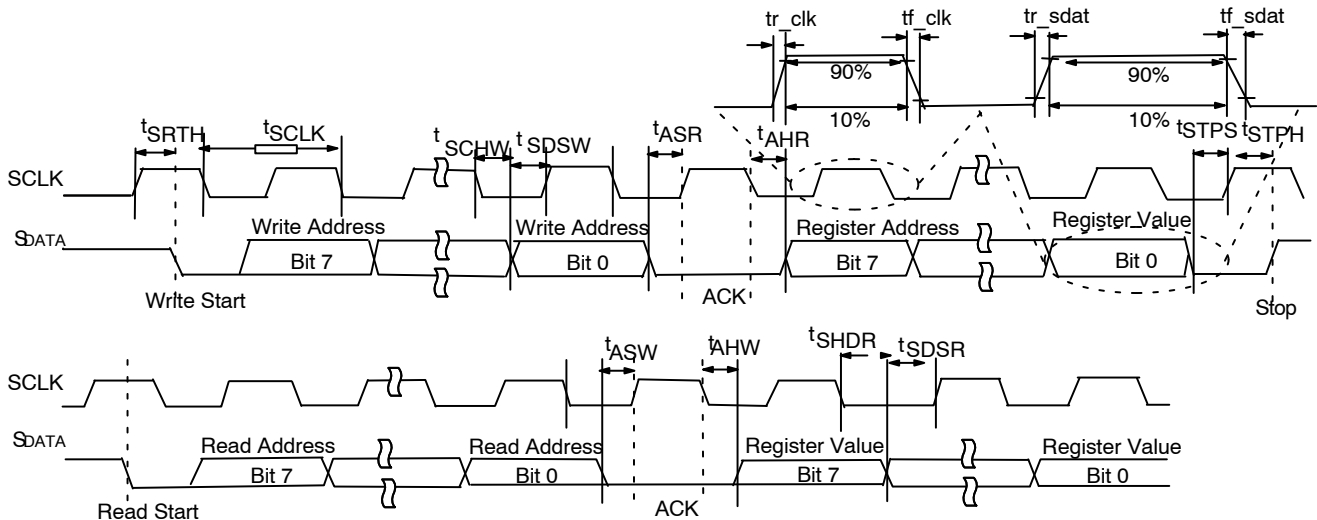 tr_clk tf_clk tr_sdat tf_sdat
90% 90%
10% 10%
tSRTH tSCLK tSCHW tSDSW tASR tAHR tSTPS tSTPH
SCLK
SDATA
Write Address Write Address Register Address Register Value
Bit 7 Bit 0 Bit 7 Bit 0
Write Start ACK Stop
tASW tAHW tSHDR tSDSR
SCLK
SDATA
Read Address Read Address Register Value Register Value
Bit 7 Bit 0 Bit 7 Bit 0
Read Start ACK